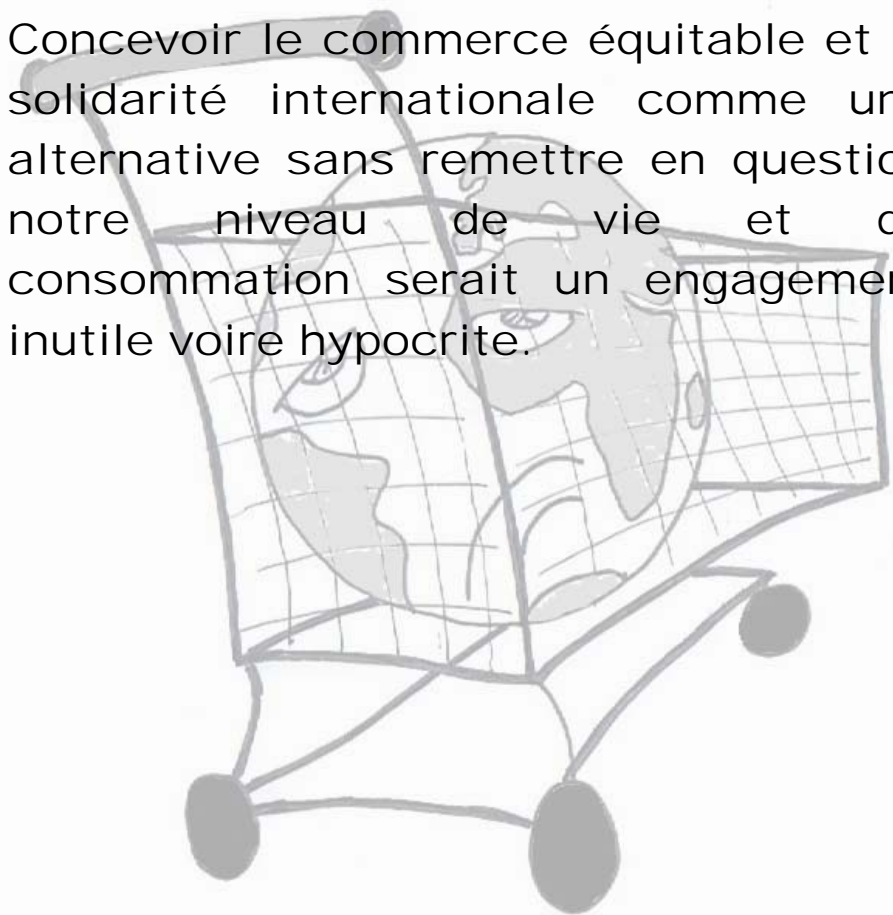 Concevoir le commerce équitable et
solidarité internationale comme un
alternative sans remettre en questio
notre niveau de vie et d
consommation serait un engagemen
inutile voire hypocrite.